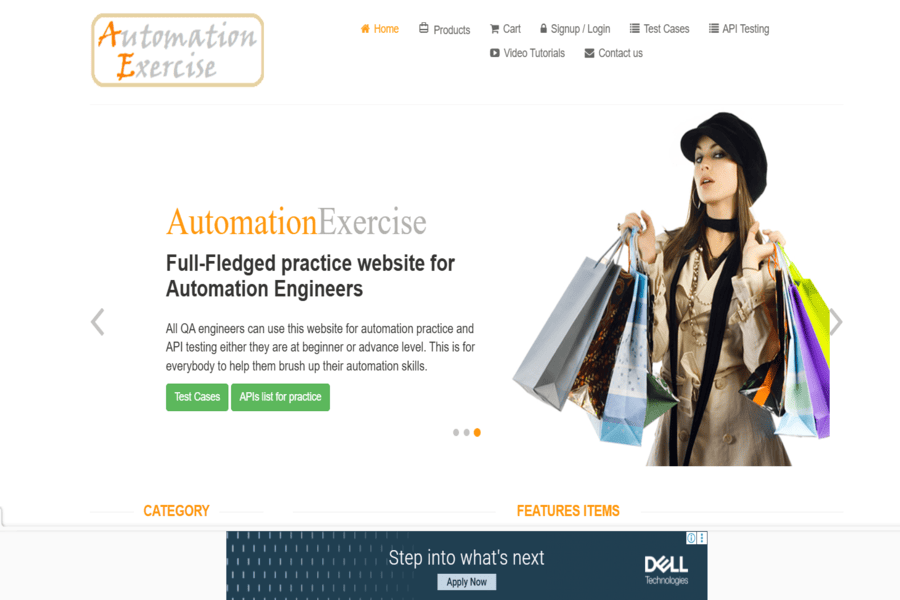 Automation
Exercise
Home Products Cart Signup / Login Test Cases API Testing
Video Tutorials Contact us
AutomationExercise
Full-Fledged practice website for
Automation Engineers
All QA engineers can use this website for automation practice and
API testing either they are at beginner or advance level. This is for
everybody to help them brush up their automation skills.
Test Cases APIs list for practice
CATEGORY FEATURES ITEMS
Step into what's next
Apply Now
DELL
Technologies